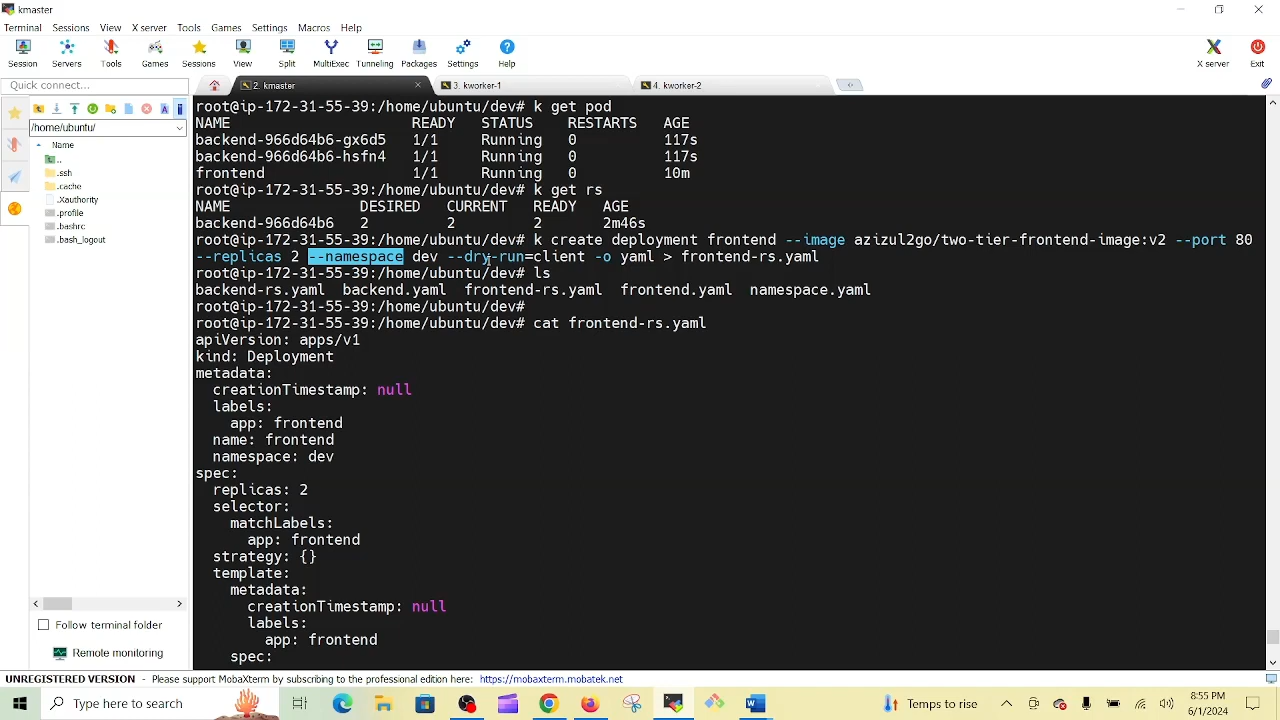 kmaster
Terminal Sessions View X server Tools Games Settings Macros Help
Session Servers Tools Games Sessions View Split MultiExec Tunneling Packages Settings Help X server Exit
Quick connect...
2. kmaster
3. kworker-1
4. kworker-2
/home/ubuntu/
Name
..
.ssh
.cache
.Xauthority
.profile
.bashrc
.bash_logout
Follow terminal folder
Remote monitoring
root@ip-172-31-55-39:/home/ubuntu/dev# k get pod
NAME READY STATUS RESTARTS AGE
backend-966d64b6-gx6d5 1/1 Running 0 117s
backend-966d64b6-hsfn4 1/1 Running 0 117s
frontend 1/1 Running 0 10m
root@ip-172-31-55-39:/home/ubuntu/dev# k get rs
NAME DESIRED CURRENT READY AGE
backend-966d64b6 2 2 2 2m46s
root@ip-172-31-55-39:/home/ubuntu/dev# k create deployment frontend --image azizul2go/two-tier-frontend-image:v2 --port 80
--replicas 2 --namespace dev --dry-run=client -o yaml > frontend-rs.yaml
root@ip-172-31-55-39:/home/ubuntu/dev# ls
backend-rs.yaml backend.yaml frontend-rs.yaml frontend.yaml namespace.yaml
root@ip-172-31-55-39:/home/ubuntu/dev#
root@ip-172-31-55-39:/home/ubuntu/dev# cat frontend-rs.yaml
apiVersion: apps/v1
kind: Deployment
metadata:
  creationTimestamp: null
  labels:
    app: frontend
  name: frontend
  namespace: dev
spec:
  replicas: 2
  selector:
    matchLabels:
      app: frontend
  strategy: {}
  template:
    metadata:
      creationTimestamp: null
      labels:
        app: frontend
    spec:
UNREGISTERED VERSION - Please support MobaXterm by subscribing to the professional edition here: https://mobaxterm.mobatek.net
Type here to search
Temps to rise
8:55 PM
6/1/2024